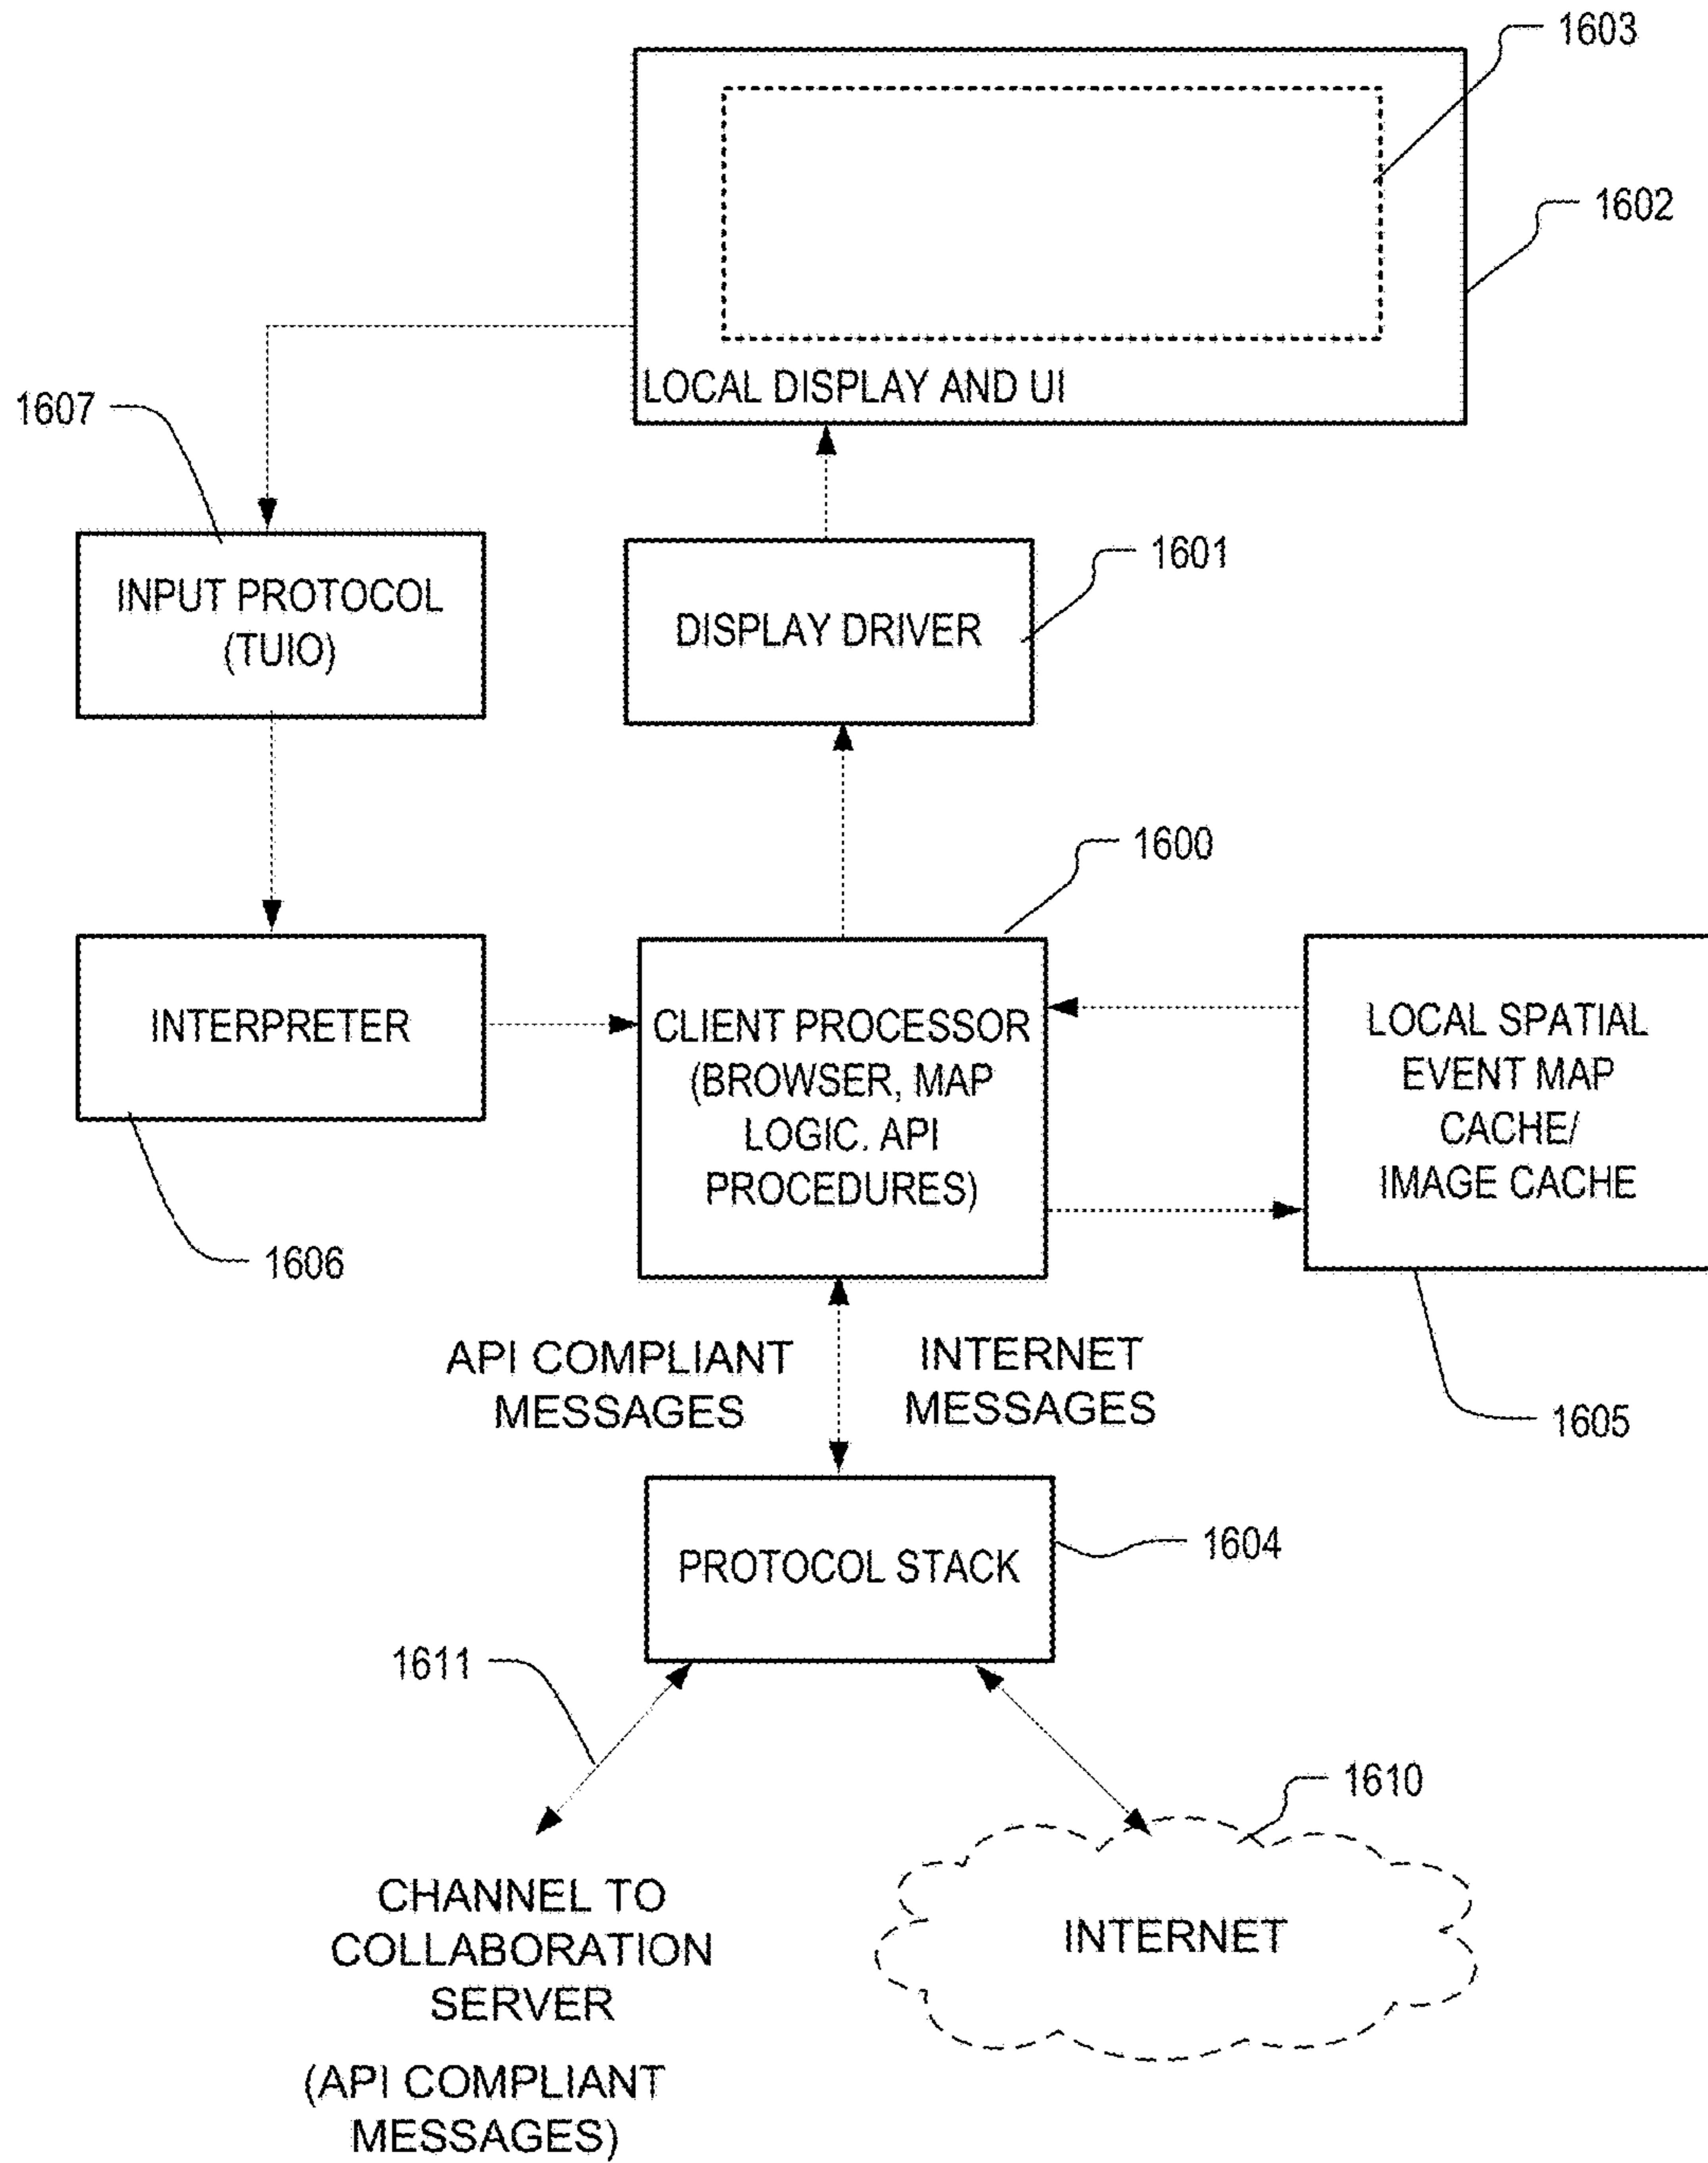 1603
1602
LOCAL DISPLAY AND UI
1607
INPUT PROTOCOL
(TUIO)
1601
DISPLAY DRIVER
1600
INTERPRETER
1606
CLIENT PROCESSOR
(BROWSER, MAP
LOGIC. API
PROCEDURES)
LOCAL SPATIAL
EVENT MAP
CACHE/
IMAGE CACHE
1605
API COMPLIANT
MESSAGES
INTERNET
MESSAGES
PROTOCOL STACK
1604
1611
1610
CHANNEL TO
COLLABORATION
SERVER
(API COMPLIANT
MESSAGES)
INTERNET